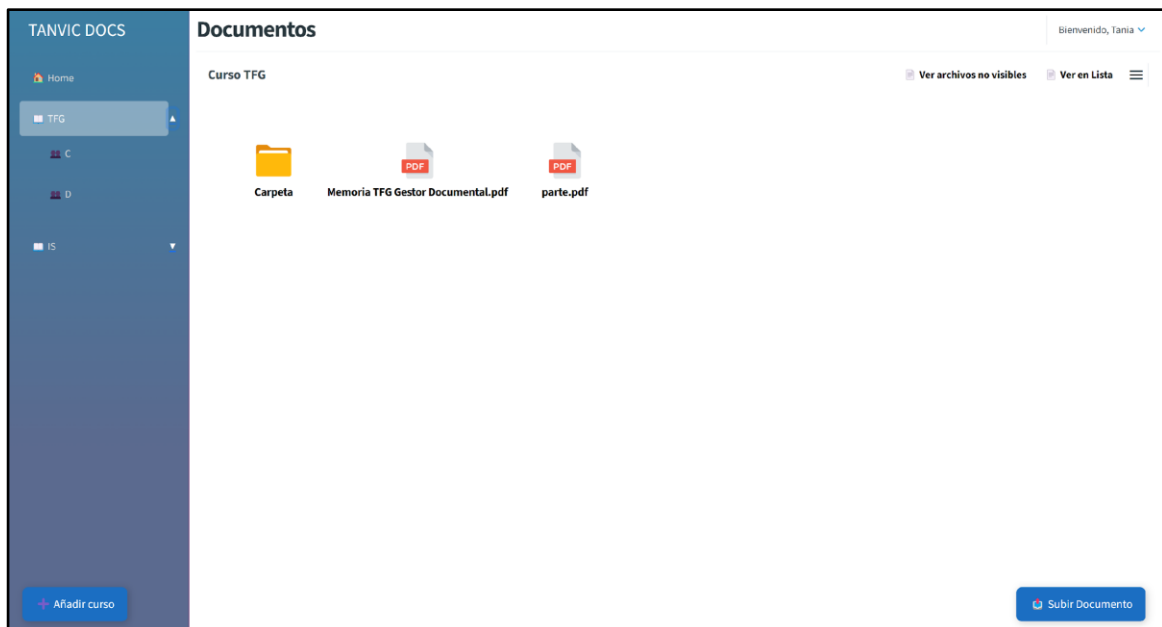 TANVIC DOCS
Documentos
Bienvenido, Tania
Home
Curso TFG
Ver archivos no visibles
Ver en Lista
TFG
C
D
IS
PDF
PDF
Carpeta
Memoria TFG Gestor Documental.pdf
parte.pdf
Añadir curso
Subir Documento